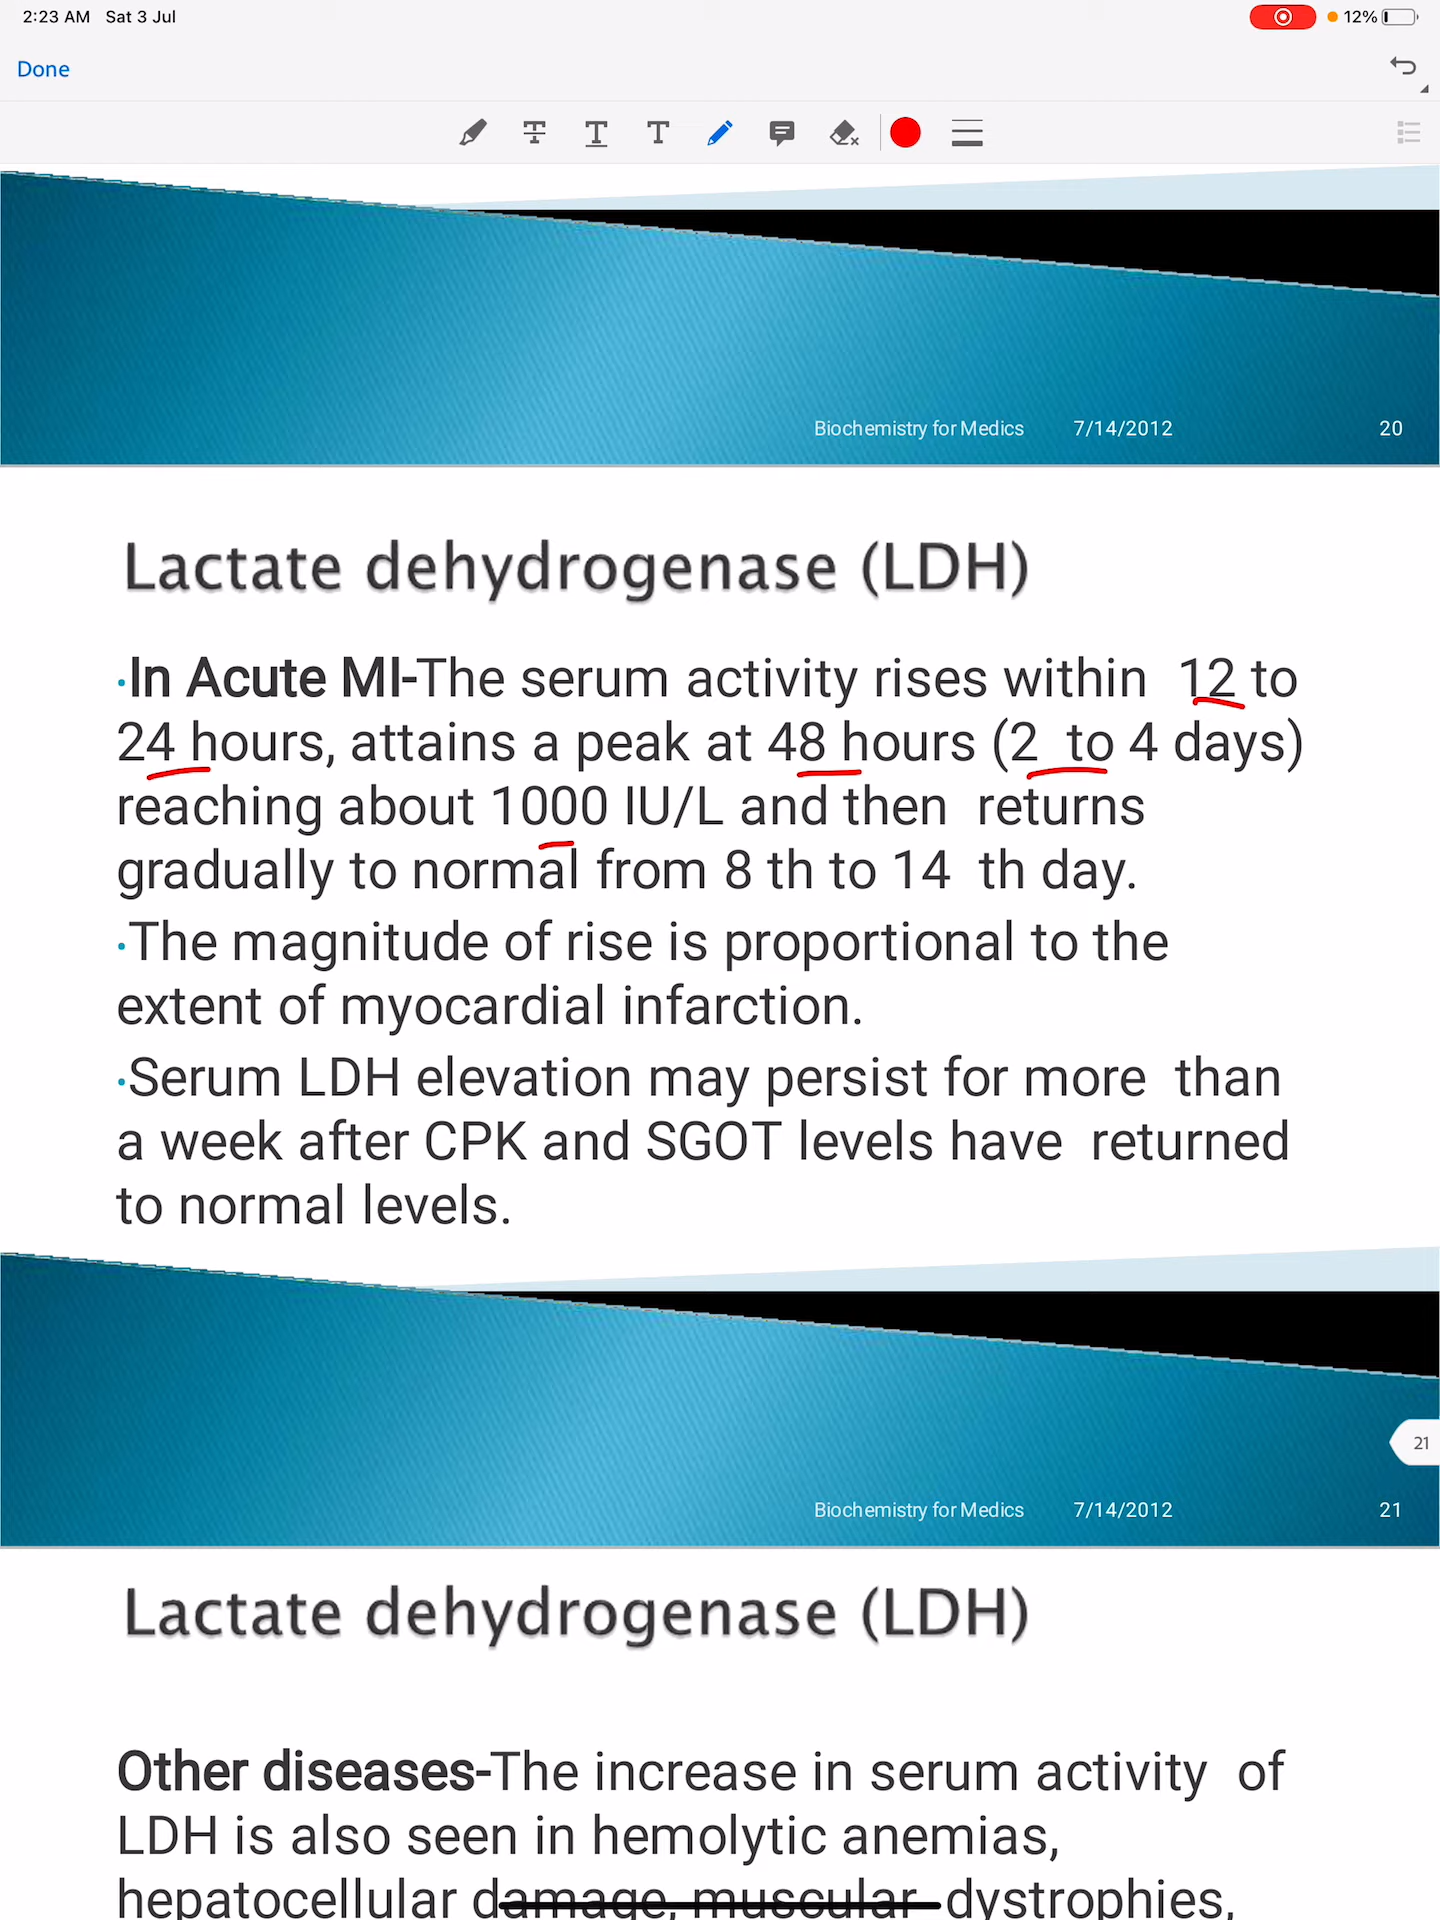 2:23 AM Sat 3 Jul
12%
Done
Biochemistry for Medics 7/14/2012 20
Lactate dehydrogenase (LDH)
•In Acute MI-The serum activity rises within 12 to
24 hours, attains a peak at 48 hours (2 to 4 days)
reaching about 1000 IU/L and then returns
gradually to normal from 8 th to 14 th day.
•The magnitude of rise is proportional to the
extent of myocardial infarction.
•Serum LDH elevation may persist for more than
a week after CPK and SGOT levels have returned
to normal levels.
21
Biochemistry for Medics 7/14/2012 21
Lactate dehydrogenase (LDH)
Other diseases-The increase in serum activity of
LDH is also seen in hemolytic anemias,
hepatocellular damage, muscular dystrophies,